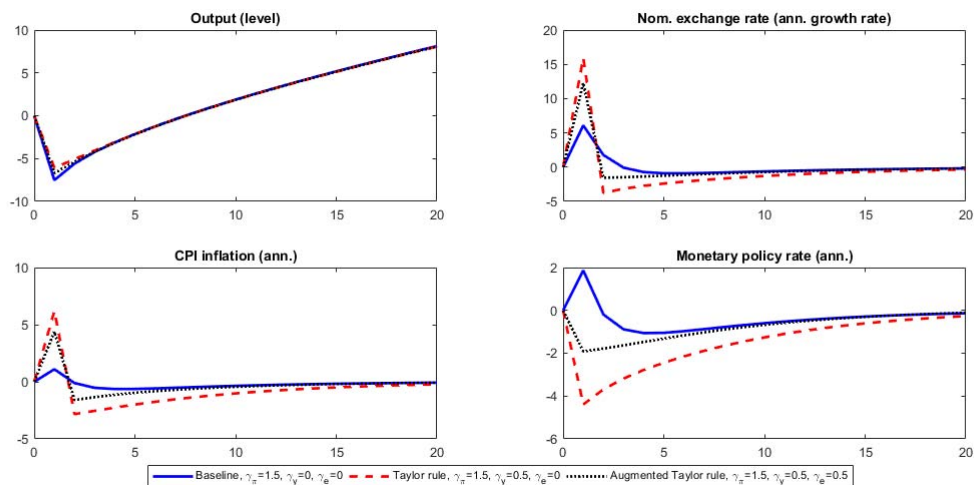 Output (level)
10
5
0
-5
-10
0 5 10 15 20
Nom. exchange rate (ann. growth rate)
20
15
10
5
0
-5
0 5 10 15 20
CPI inflation (ann.)
10
5
0
-5
0 5 10 15 20
Monetary policy rate (ann.)
2
0
-2
-4
-6
0 5 10 15 20
Baseline, γπ=1.5, γy=0, γe=0 Taylor rule, γπ=1.5, γy=0.5, γe=0 Augmented Taylor rule, γπ=1.5, γy=0.5, γe=0.5